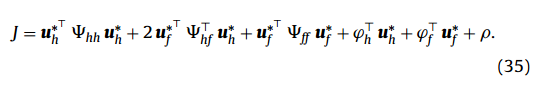 J = u_h^{*⊤} Ψ_{hh} u_h^* + 2 u_f^{*⊤} Ψ_{hf}^⊤ u_h^* + u_f^{*⊤} Ψ_{ff} u_f^* + φ_h^⊤ u_h^* + φ_f^⊤ u_f^* + ρ.
(35)